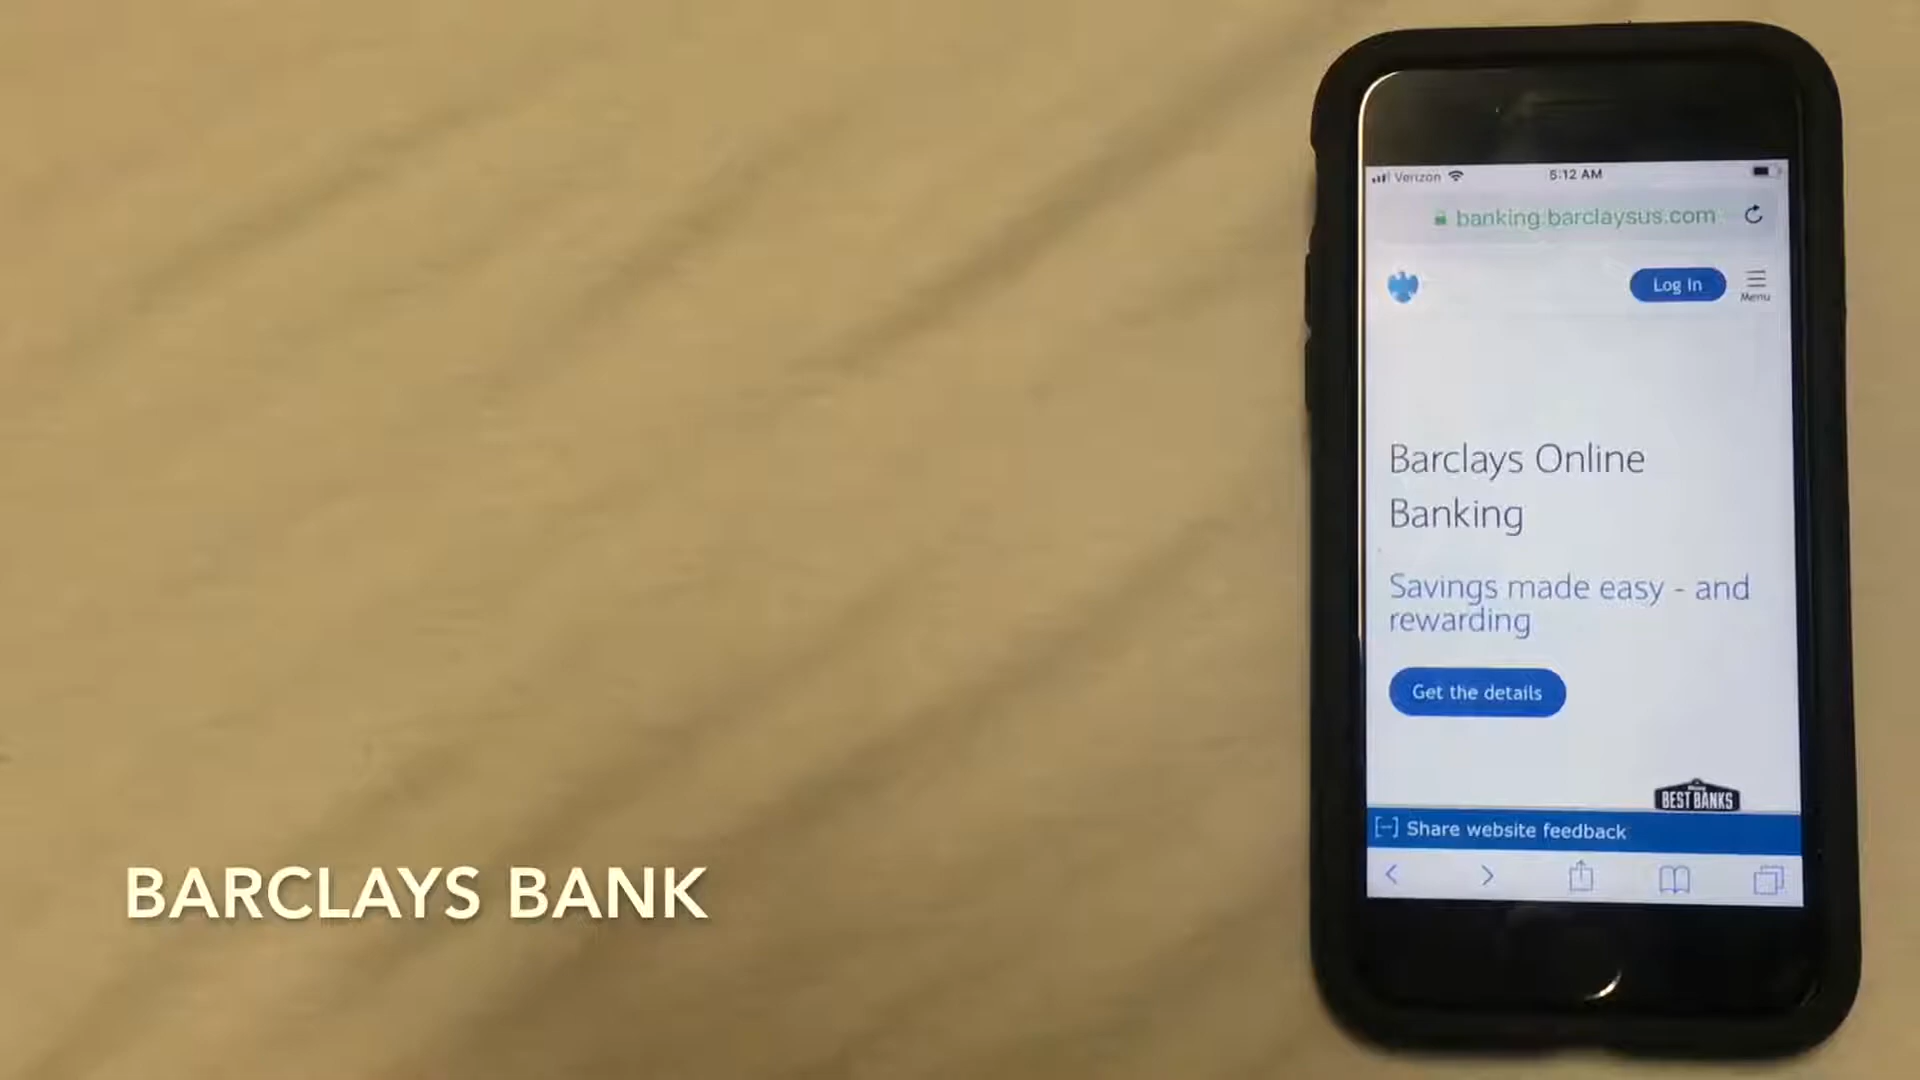 Verizon 5:12 AM
banking.barclaysus.com
Log In
Menu
Barclays Online
Banking
Savings made easy - and
rewarding
Get the details
BEST BANKS
[-] Share website feedback
BARCLAYS BANK